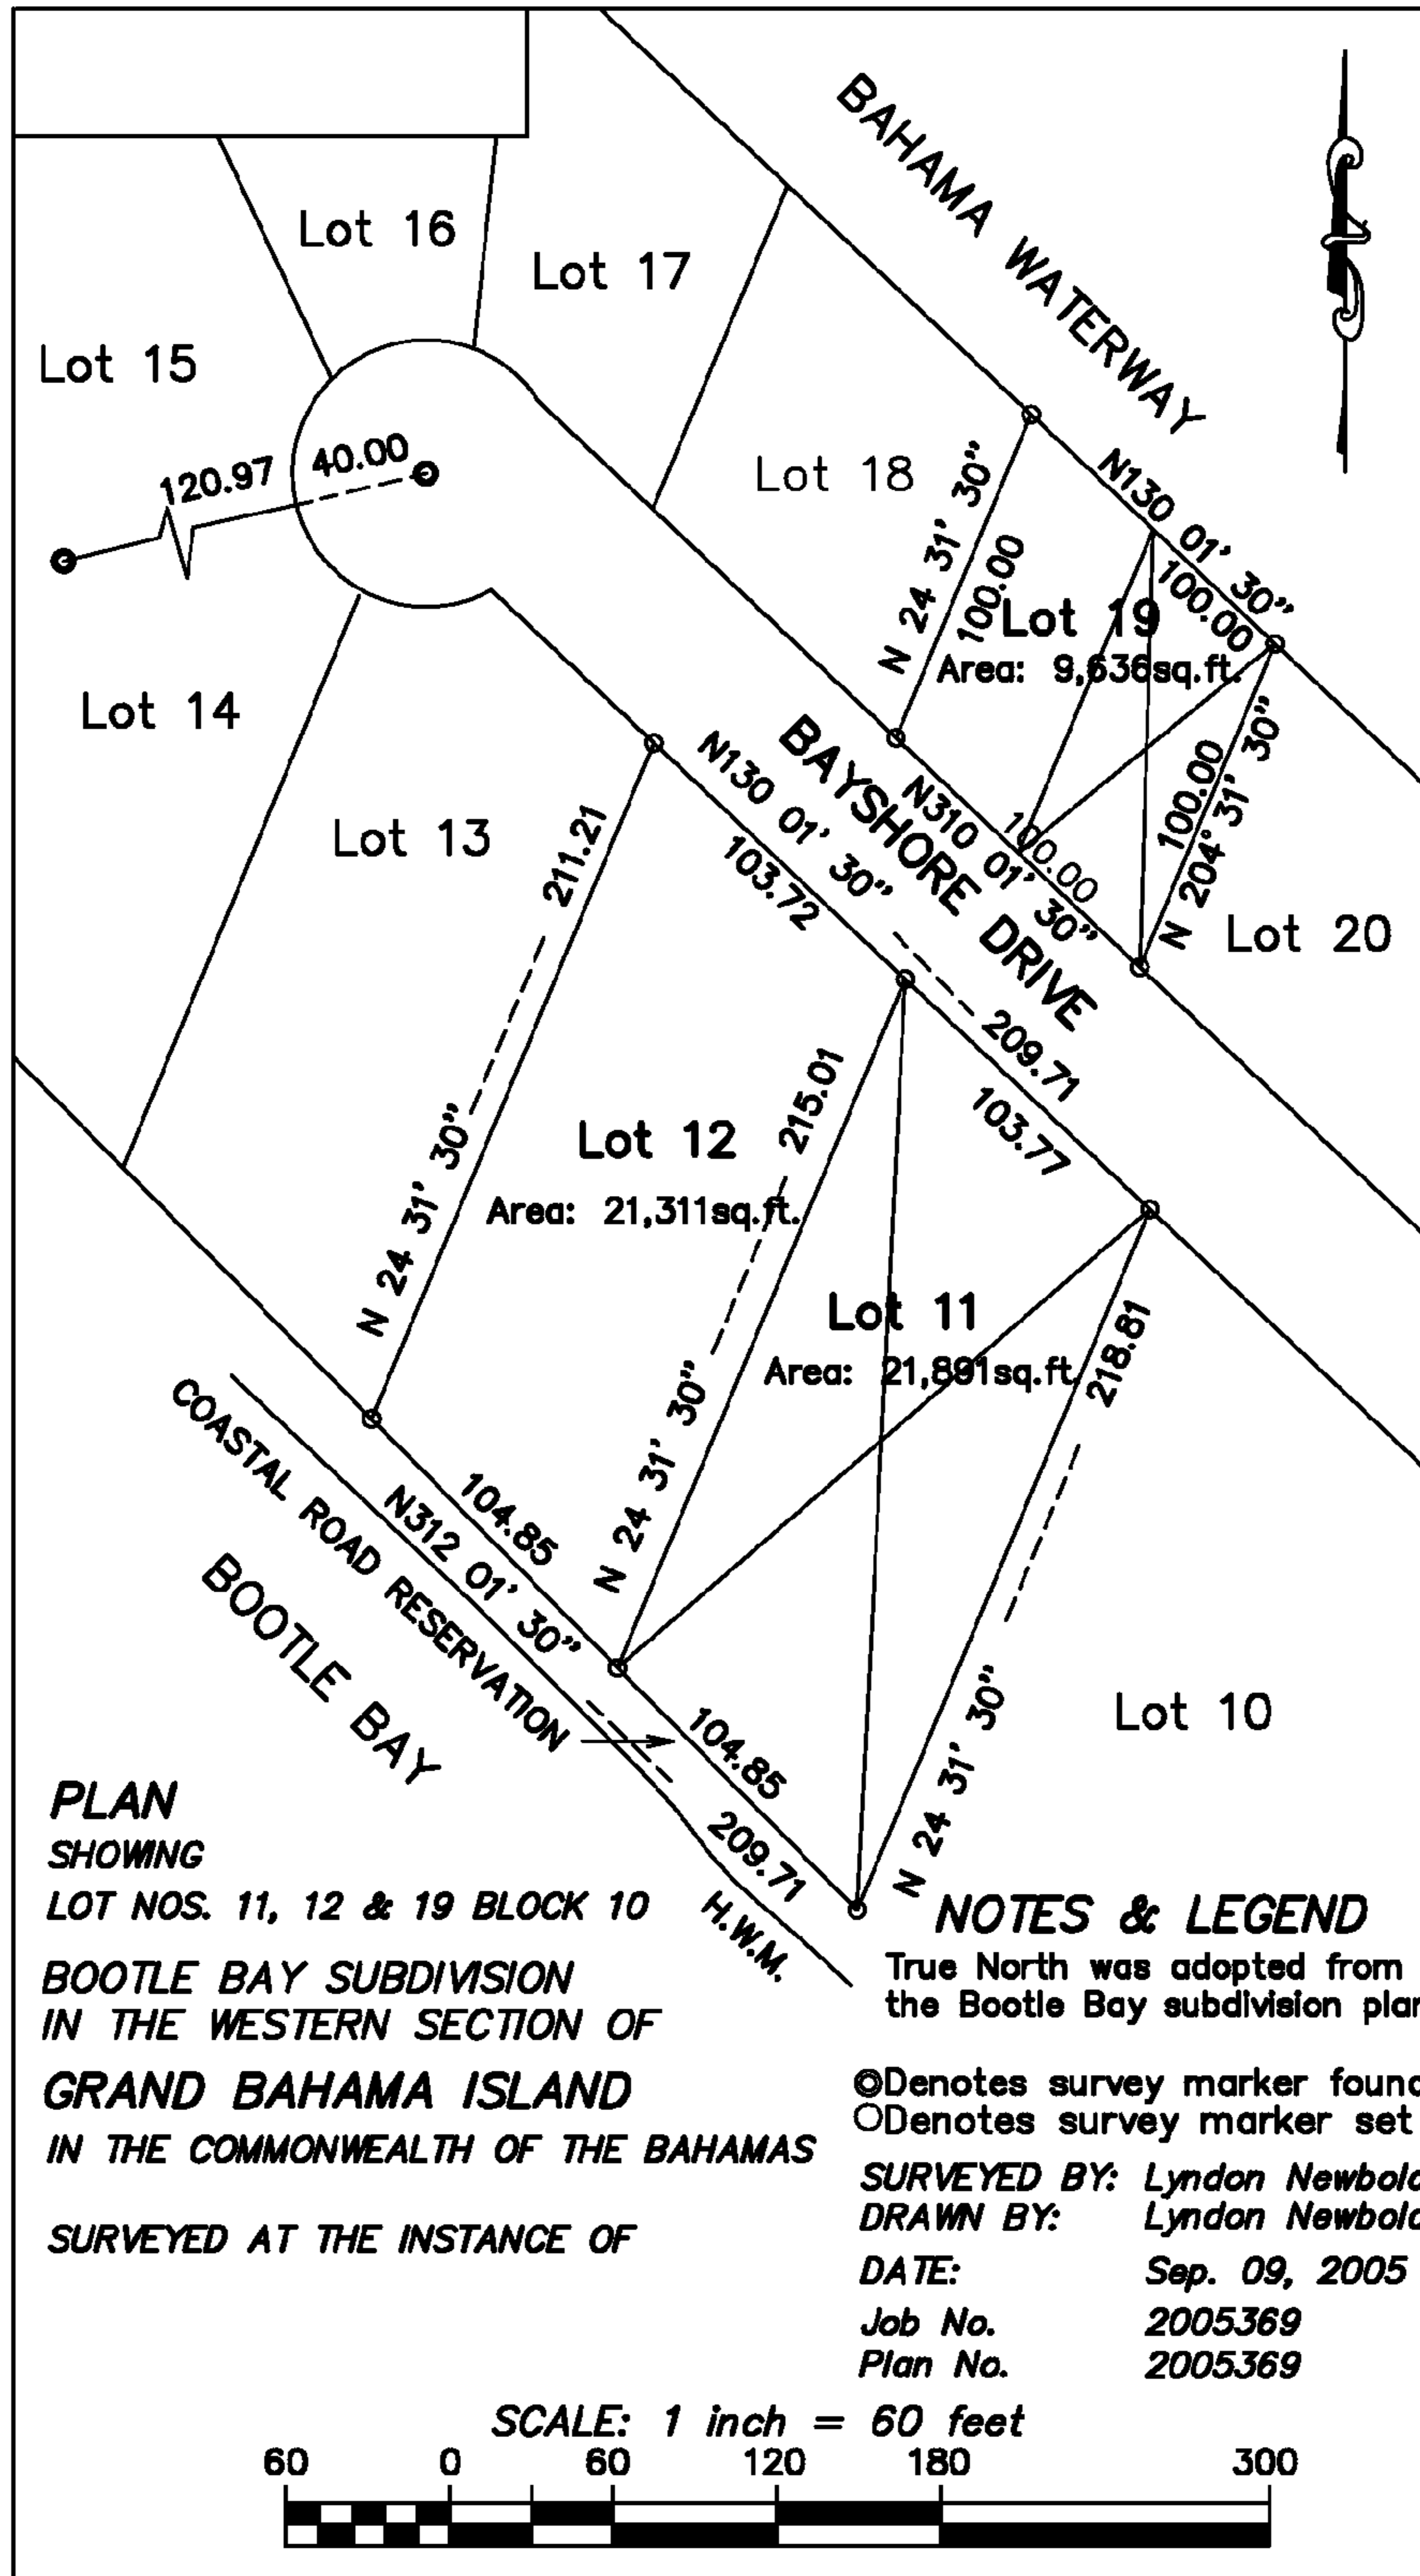 BAHAMA WATERWAY
Lot 16
Lot 17
Lot 15
120.97 40.00
Lot 18
N 24 31' 30"
100.00
N130 01' 30"
100.00
Lot 19
Area: 9,636sq.ft.
100.00
N 204° 31' 30"
N310 01' 30"
100.00
Lot 20
BAYSHORE DRIVE
Lot 14
Lot 13
N 24 31' 30" 211.21
N130 01' 30"
103.72
209.71
103.77
Lot 12
Area: 21,311sq.ft.
N 24 31' 30" 215.01
Lot 11
Area: 21,891sq.ft.
N 24 31' 30" 218.81
Lot 10
104.85
N312 01' 30"
104.85
209.71
COASTAL ROAD RESERVATION
BOOTLE BAY
H.W.M.
PLAN
SHOWING
LOT NOS. 11, 12 & 19 BLOCK 10
BOOTLE BAY SUBDIVISION
IN THE WESTERN SECTION OF
GRAND BAHAMA ISLAND
IN THE COMMONWEALTH OF THE BAHAMAS
SURVEYED AT THE INSTANCE OF
NOTES & LEGEND
True North was adopted from
the Bootle Bay subdivision plan
Denotes survey marker found
Denotes survey marker set
SURVEYED BY: Lyndon Newbold
DRAWN BY: Lyndon Newbold
DATE: Sep. 09, 2005
Job No. 2005369
Plan No. 2005369
SCALE: 1 inch = 60 feet
60 0 60 120 180 300